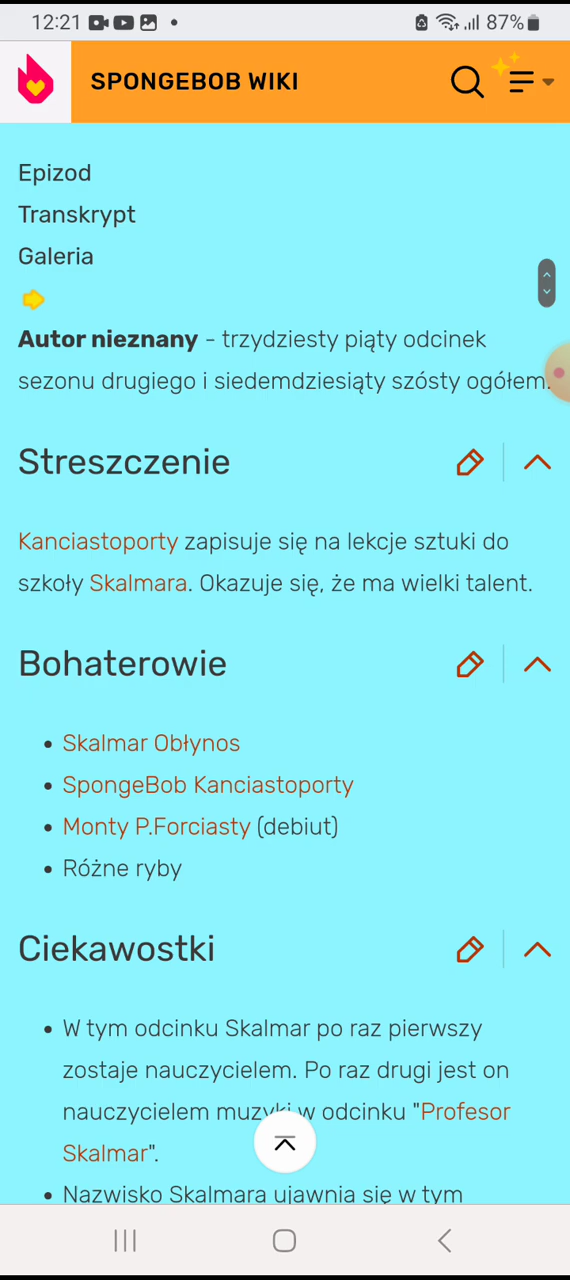 12:21
87%
SPONGEBOB WIKI
Epizod
Transkrypt
Galeria
Autor nieznany - trzydziesty piąty odcinek
sezonu drugiego i siedemdziesiąty szósty ogółem.
Streszczenie
Kanciastoporty zapisuje się na lekcje sztuki do
szkoły Skalmara. Okazuje się, że ma wielki talent.
Bohaterowie
• Skalmar Obłynos
• SpongeBob Kanciastoporty
• Monty P.Forciasty (debiut)
• Różne ryby
Ciekawostki
• W tym odcinku Skalmar po raz pierwszy
zostaje nauczycielem. Po raz drugi jest on
nauczycielem muzyki w odcinku "Profesor
Skalmar".
• Nazwisko Skalmara ujawnia się w tym